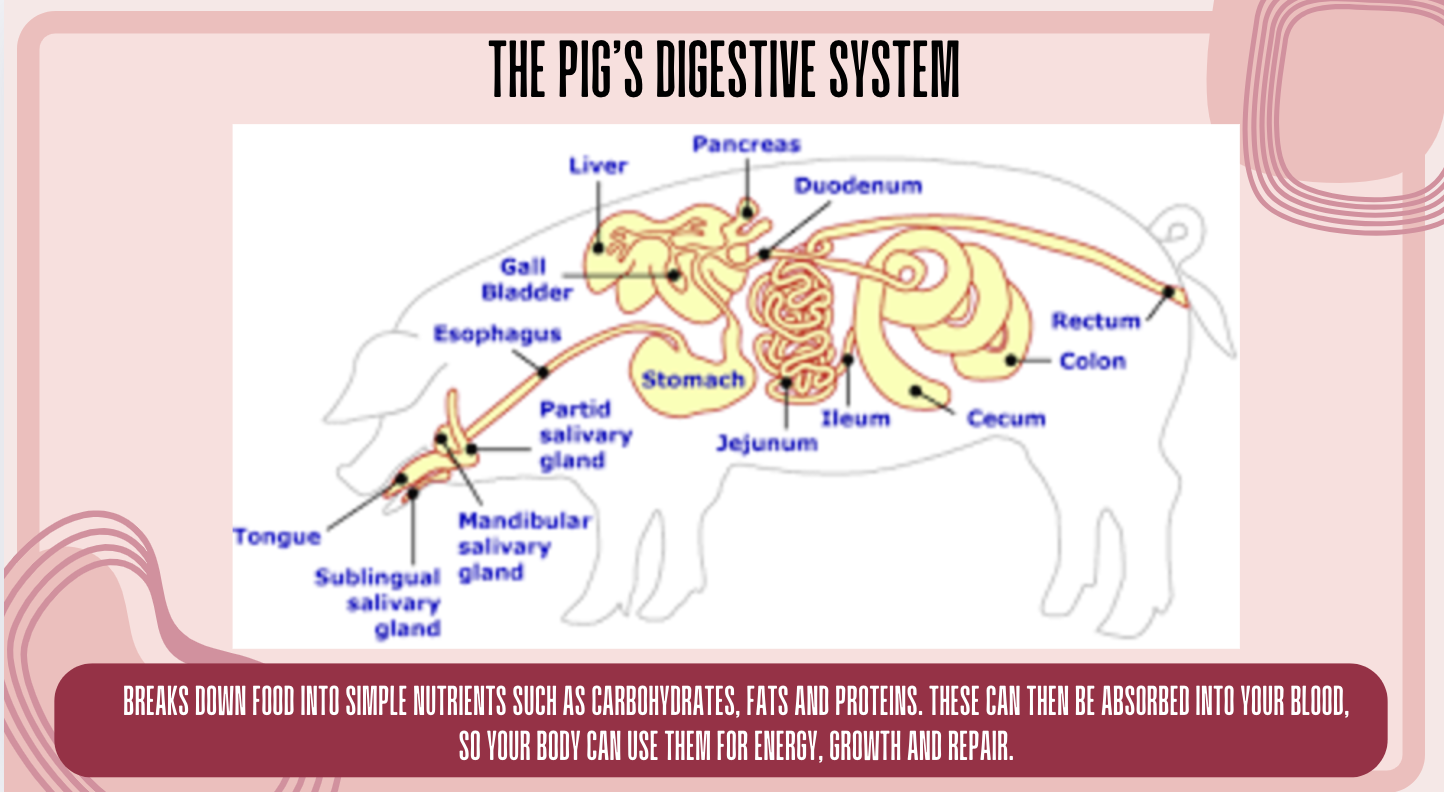 THE PIG'S DIGESTIVE SYSTEM
Pancreas
Liver
Duodenum
Gall
Bladder
Esophagus
Rectum
Colon
Stomach
Partid
salivary
gland
Ileum
Cecum
Jejunum
Tongue
Mandibular
salivary
gland
Sublingual
salivary
gland
BREAKS DOWN FOOD INTO SIMPLE NUTRIENTS SUCH AS CARBOHYDRATES, FATS AND PROTEINS. THESE CAN THEN BE ABSORBED INTO YOUR BLOOD,
SO YOUR BODY CAN USE THEM FOR ENERGY, GROWTH AND REPAIR.